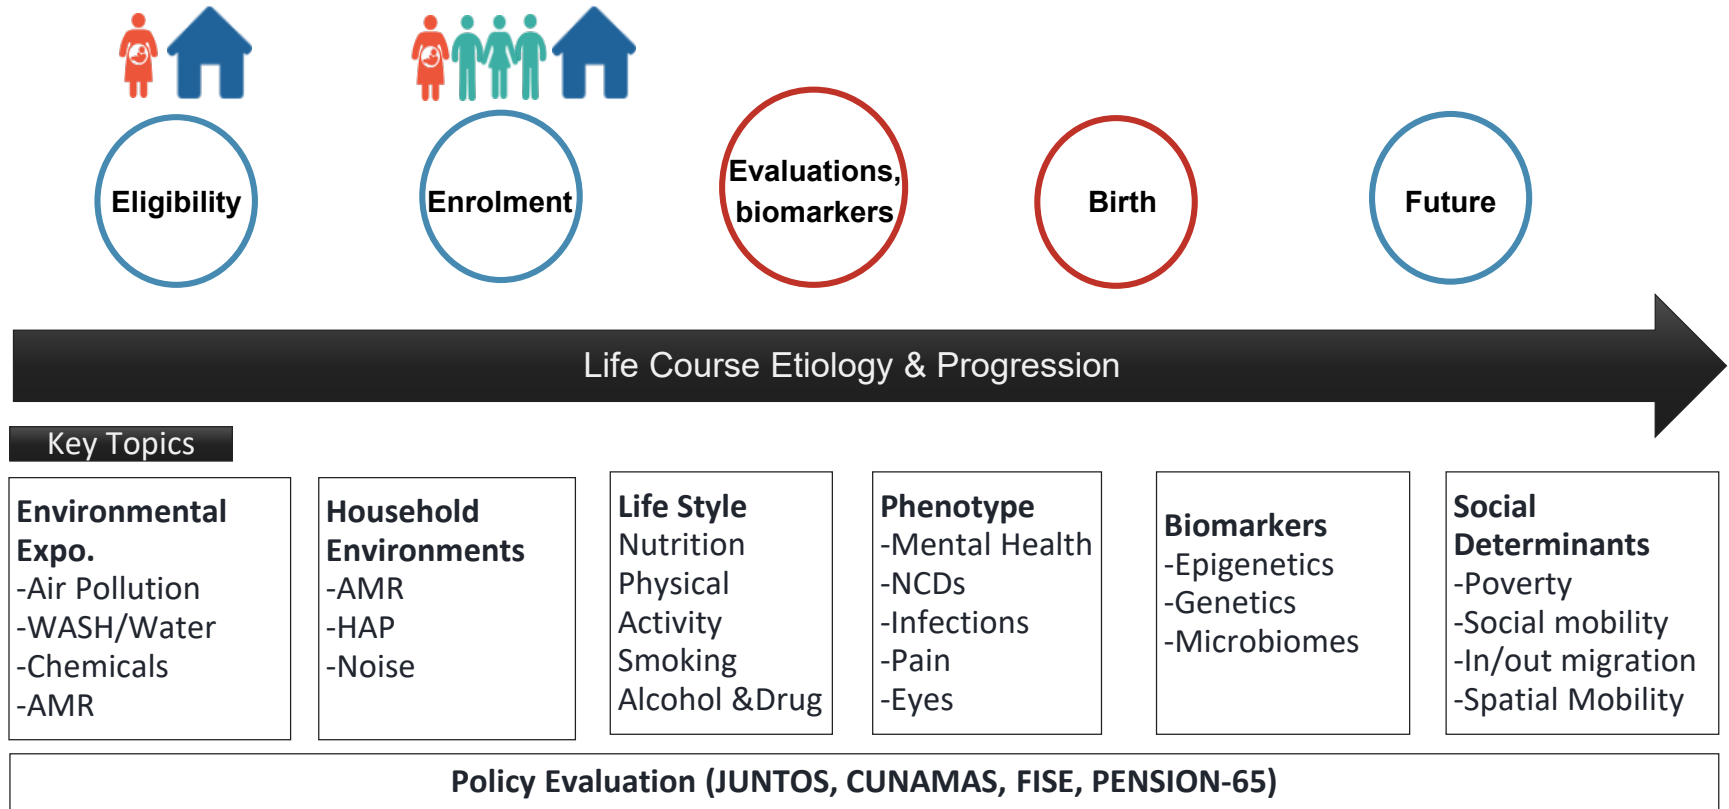 Eligibility
Enrolment
Evaluations,
biomarkers
Birth
Future
Life Course Etiology & Progression
Key Topics
Environmental
Expo.
-Air Pollution
-WASH/Water
-Chemicals
-AMR
Household
Environments
-AMR
-HAP
-Noise
Life Style
Nutrition
Physical
Activity
Smoking
Alcohol &Drug
Phenotype
-Mental Health
-NCDs
-Infections
-Pain
-Eyes
Biomarkers
-Epigenetics
-Genetics
-Microbiomes
Social
Determinants
-Poverty
-Social mobility
-In/out migration
-Spatial Mobility
Policy Evaluation (JUNTOS, CUNAMAS, FISE, PENSION-65)